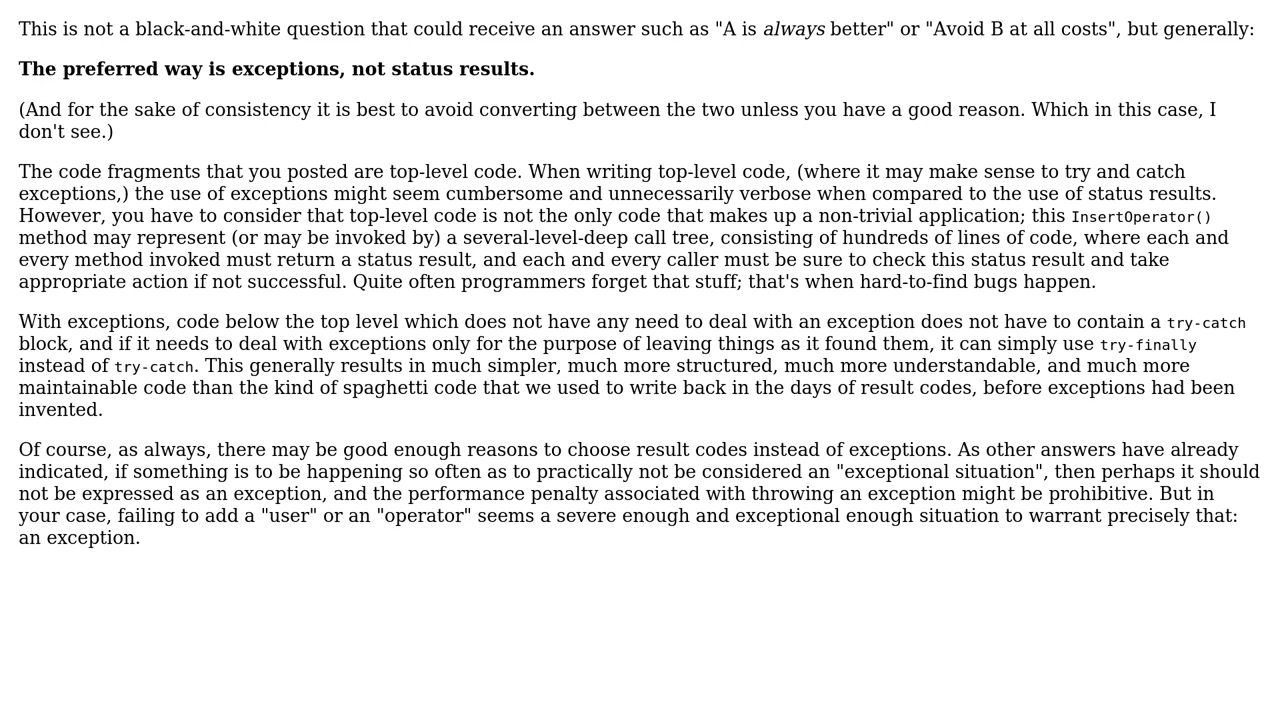 This is not a black-and-white question that could receive an answer such as "A is always better" or "Avoid B at all costs", but generally:
The preferred way is exceptions, not status results.
(And for the sake of consistency it is best to avoid converting between the two unless you have a good reason. Which in this case, I
don't see.)
The code fragments that you posted are top-level code. When writing top-level code, (where it may make sense to try and catch
exceptions,) the use of exceptions might seem cumbersome and unnecessarily verbose when compared to the use of status results.
However, you have to consider that top-level code is not the only code that makes up a non-trivial application; this InsertOperator()
method may represent (or may be invoked by) a several-level-deep call tree, consisting of hundreds of lines of code, where each and
every method invoked must return a status result, and each and every caller must be sure to check this status result and take
appropriate action if not successful. Quite often programmers forget that stuff; that's when hard-to-find bugs happen.
With exceptions, code below the top level which does not have any need to deal with an exception does not have to contain a try-catch
block, and if it needs to deal with exceptions only for the purpose of leaving things as it found them, it can simply use try-finally
instead of try-catch. This generally results in much simpler, much more structured, much more understandable, and much more
maintainable code than the kind of spaghetti code that we used to write back in the days of result codes, before exceptions had been
invented.
Of course, as always, there may be good enough reasons to choose result codes instead of exceptions. As other answers have already
indicated, if something is to be happening so often as to practically not be considered an "exceptional situation", then perhaps it should
not be expressed as an exception, and the performance penalty associated with throwing an exception might be prohibitive. But in
your case, failing to add a "user" or an "operator" seems a severe enough and exceptional enough situation to warrant precisely that:
an exception.